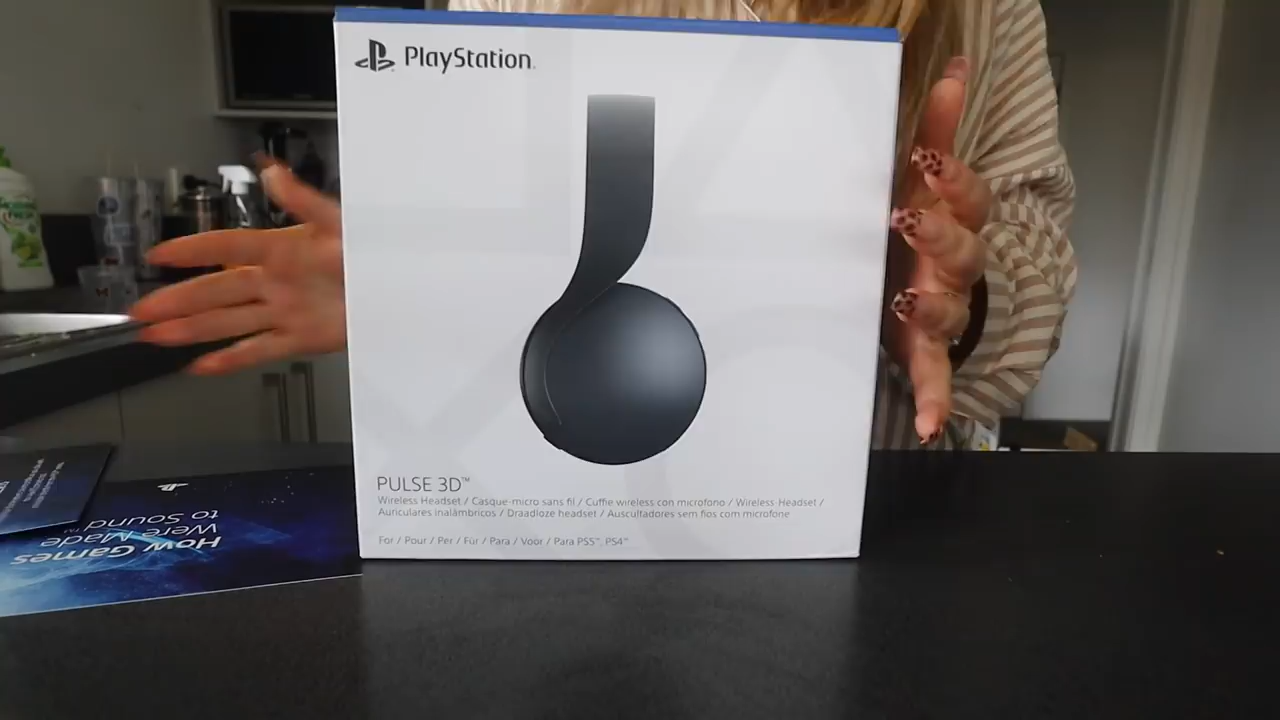 PlayStation.
PULSE 3D™
Wireless Headset / Casque-micro sans fil / Cuffie wireless con microfono / Wireless-Headset /
Auriculares inalámbricos / Draadloze headset / Auscultadores sem fios com microfone
For / Pour / Per / Für / Para / Voor / Para PS5™, PS4™
How Games
Were Made
to Sound™